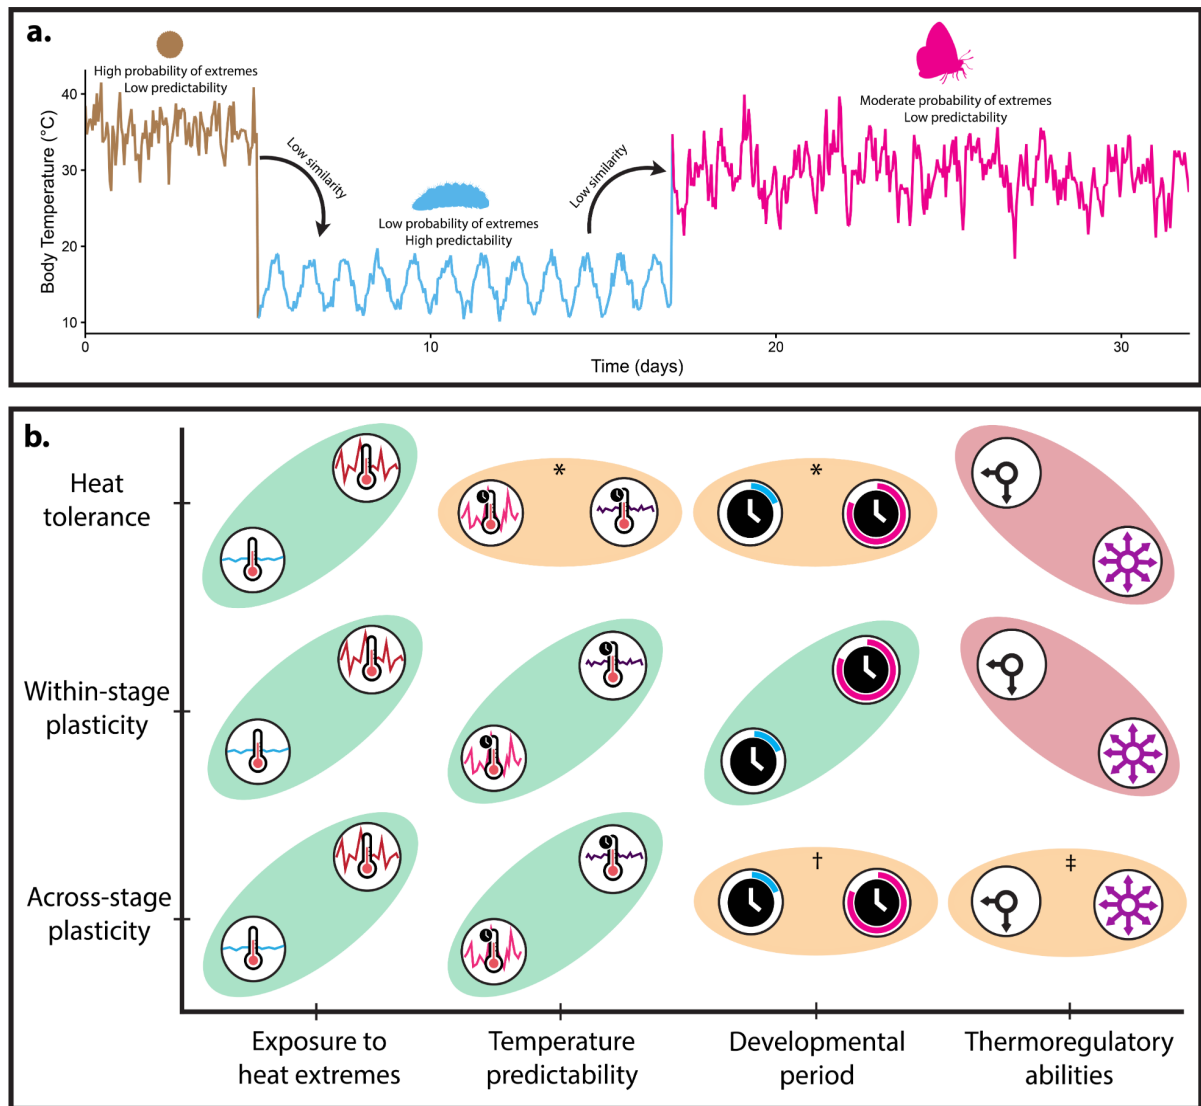 a.
High probability of extremes
Low predictability
Low similarity
Low probability of extremes
High predictability
Low similarity
Moderate probability of extremes
Low predictability
Body Temperature (°C)
40
30
20
10
0
10
20
30
Time (days)
b.
Heat
tolerance
*
*
Within-stage
plasticity
Across-stage
plasticity
†
‡
Exposure to
heat extremes
Temperature
predictability
Developmental
period
Thermoregulatory
abilities